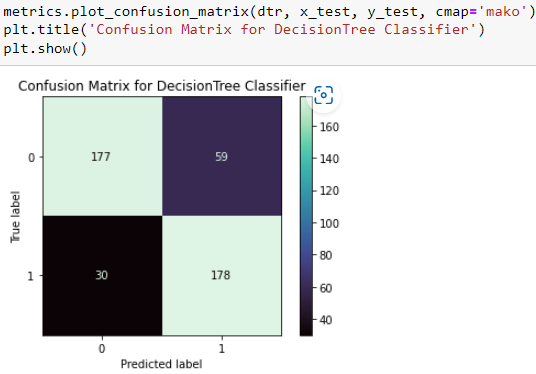 metrics.plot_confusion_matrix(dtr, x_test, y_test, cmap='mako')
plt.title('Confusion Matrix for DecisionTree Classifier')
plt.show()
Confusion Matrix for DecisionTree Classifier
177 59
30 178
0
1
True label
0 1
Predicted label
160
140
120
100
80
60
40